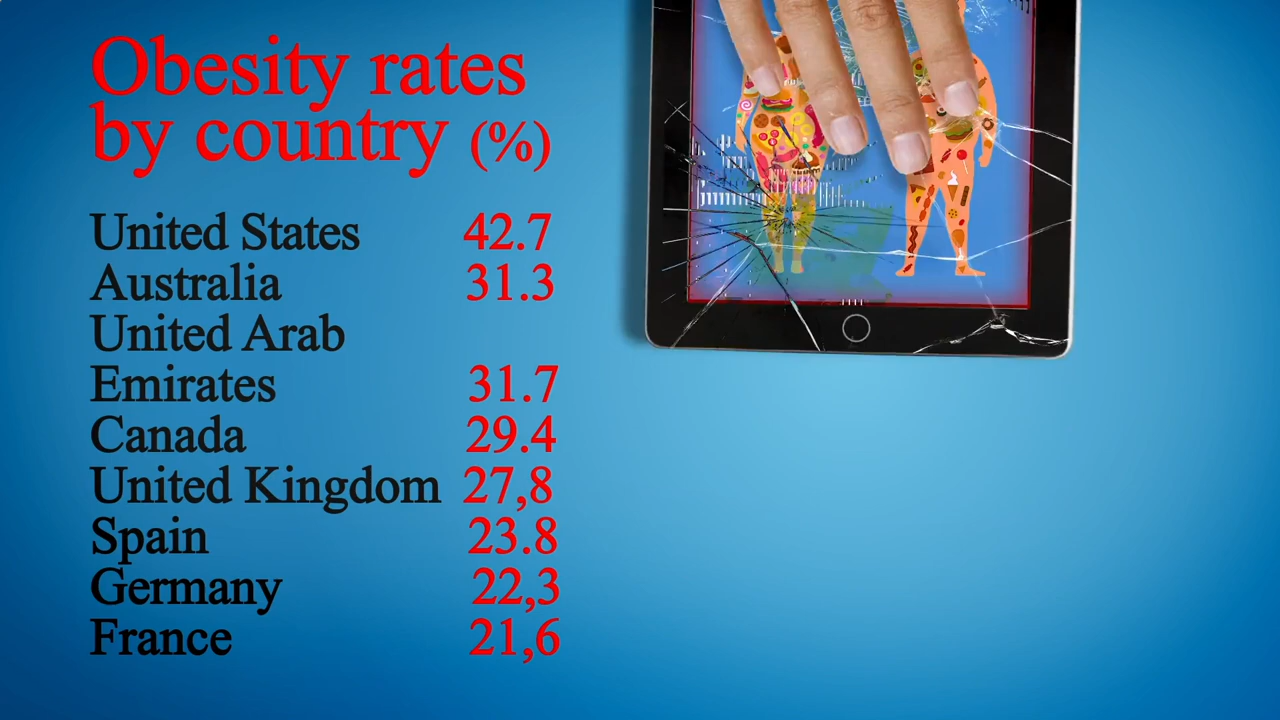 Obesity rates
by country (%)
United States 42.7
Australia 31.3
United Arab
Emirates 31.7
Canada 29.4
United Kingdom 27,8
Spain 23.8
Germany 22,3
France 21,6